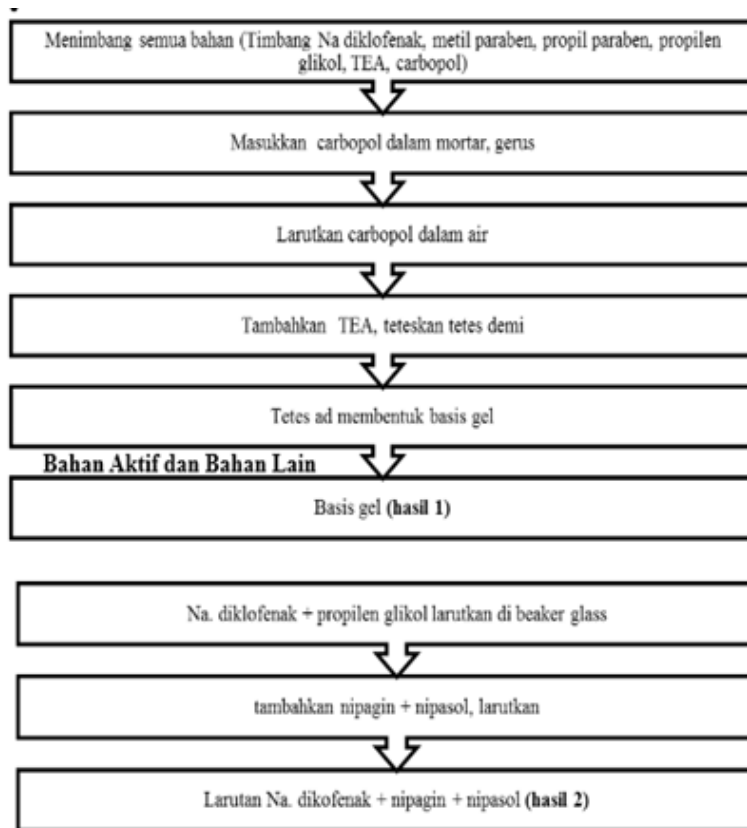 Menimbang semua bahan (Timbang Na diklofenak, metil paraben, propil paraben, propilen
glikol, TEA, carbopol)
Masukkan carbopol dalam mortar, gerus
Larutkan carbopol dalam air
Tambahkan TEA, teteskan tetes demi
Tetes ad membentuk basis gel
Bahan Aktif dan Bahan Lain
Basis gel (hasil 1)
Na. diklofenak + propilen glikol larutkan di beaker glass
tambahkan nipagin + nipasol, larutkan
Larutan Na. dikofenak + nipagin + nipasol (hasil 2)